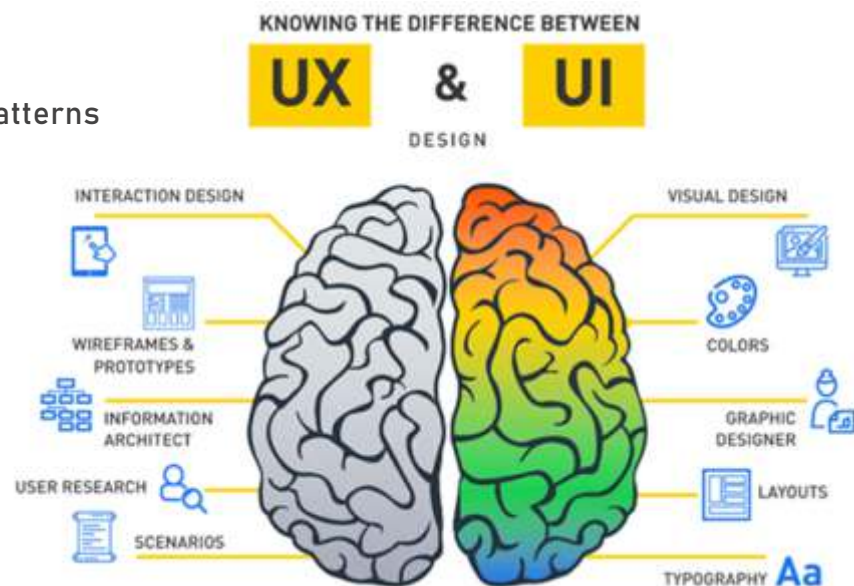 KNOWING THE DIFFERENCE BETWEEN
UX & UI
DESIGN
INTERACTION DESIGN
WIREFRAMES &
PROTOTYPES
INFORMATION
ARCHITECT
USER RESEARCH
SCENARIOS
VISUAL DESIGN
COLORS
GRAPHIC
DESIGNER
LAYOUTS
TYPOGRAPHY Aa